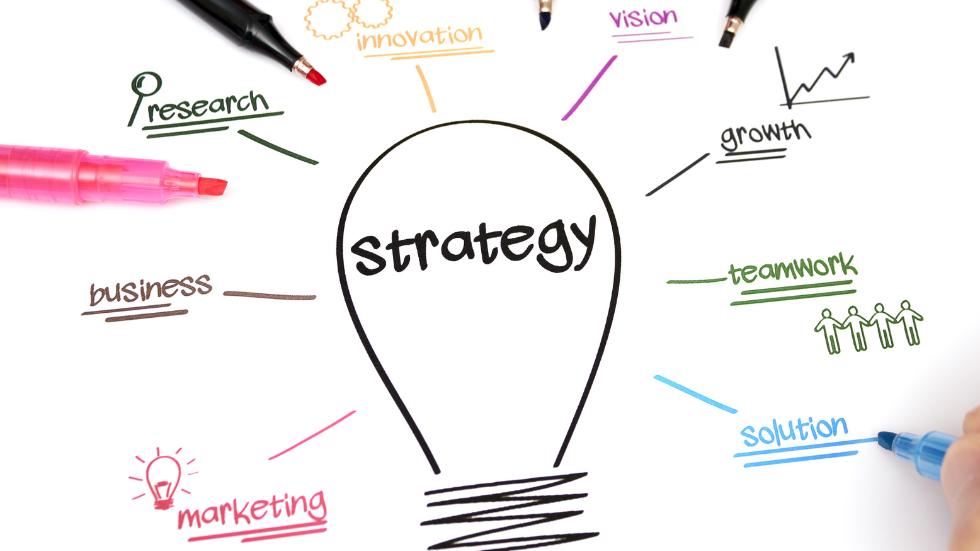 vision
innovation
research
growth
strategy
teamwork
business
solution
marketing